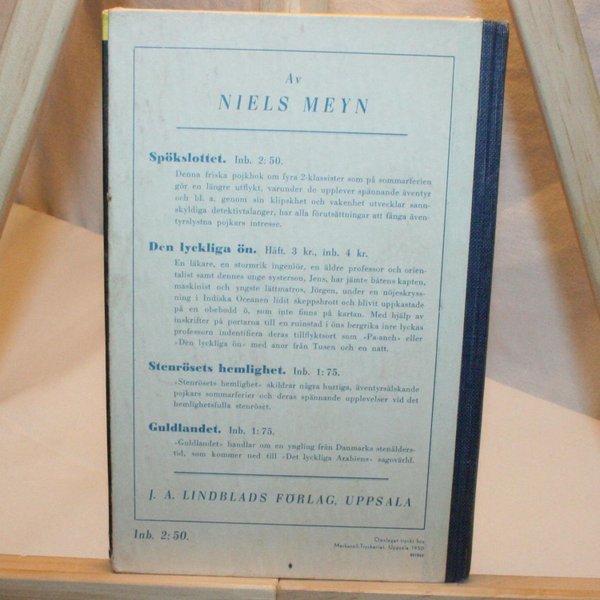 Av
NIELS MEYN
Spökslottet. Inb. 2:50.
Denna friska pojkbok om fyra 2-klassister som på sommarferien
gör en längre utflykt, varunder de upplever spännande äventyr
och bl. a. genom sin klipskhet och vakenhet utvecklar sann-
skyldiga detektivtalanger, har alla förutsättningar att fånga även-
tyrslystna pojkars intresse.
Den lyckliga ön. Häft. 3 kr., inb. 4 kr.
En läkare, en stormrik ingeniör, en äldre professor och orien-
talist samt dennes unge systerson, Jens, har jämte båtens kapten,
maskinist och yngste lättmatros, Jörgen, under en nöjeskryss-
ning i Indiska Oceanen lidit skeppsbrott och blivit uppkastade
på en obebodd ö, som inte finns på kartan. Med hjälp av
inskrifter på portarna till en ruinstad i öns bergrika inre lyckas
professorn indentifiera deras tillflyktsort som »Pa-anch» eller
»Den lyckliga ön» med anor från Tusen och en natt.
Stenrösets hemlighet. Inb. 1:75.
»Stenrösets hemlighet» skildrar några hurtiga, äventyrsälskande
pojkars sommarferier och deras spännande upplevelser vid det
hemlighetsfulla stenröset.
Guldlandet. Inb. 1:75.
»Guldlandet» handlar om en yngling från Danmarks stenålders-
tid, som kommer ned till »Det lyckliga Arabiens» sagovärld.
J. A. LINDBLADS FÖRLAG, UPPSALA
Inb. 2:50.
Omslaget tryckt hos
Merkantil-Tryckeriet, Uppsala 1950